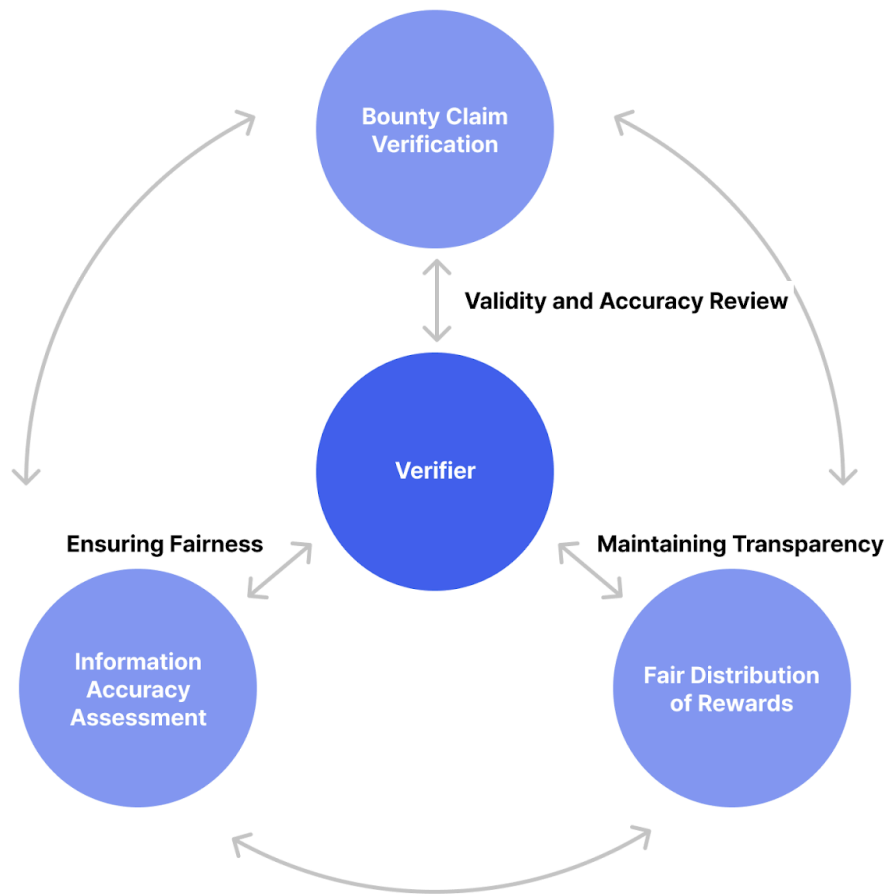 Bounty Claim
Verification
Validity and Accuracy Review
Verifier
Ensuring Fairness
Maintaining Transparency
Information
Accuracy
Assessment
Fair Distribution
of Rewards